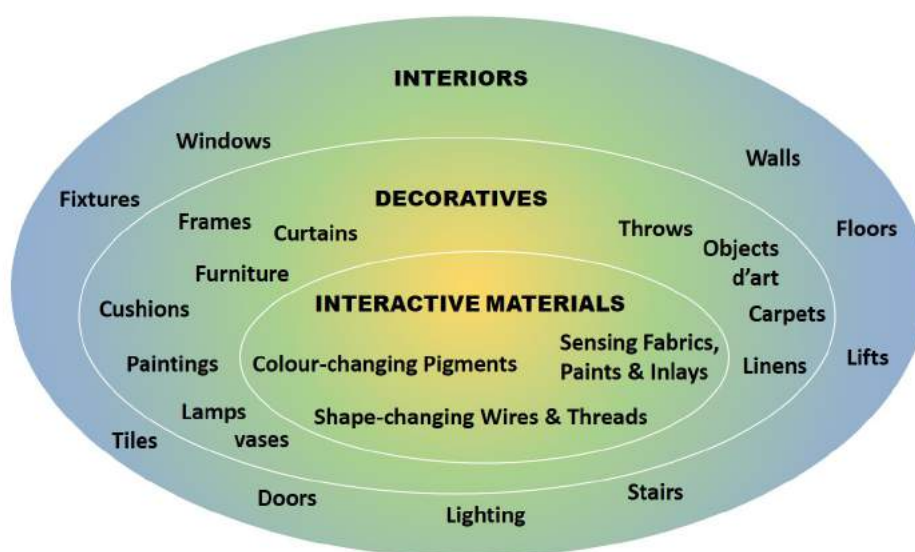 INTERIORS
Windows
Walls
Fixtures
DECORATIVES
Frames
Curtains
Throws
Floors
Objects
d’art
Furniture
Cushions
INTERACTIVE MATERIALS
Carpets
Sensing Fabrics,
Paints & Inlays
Paintings
Colour-changing Pigments
Linens
Lifts
Lamps
Shape-changing Wires & Threads
vases
Tiles
Doors
Stairs
Lighting